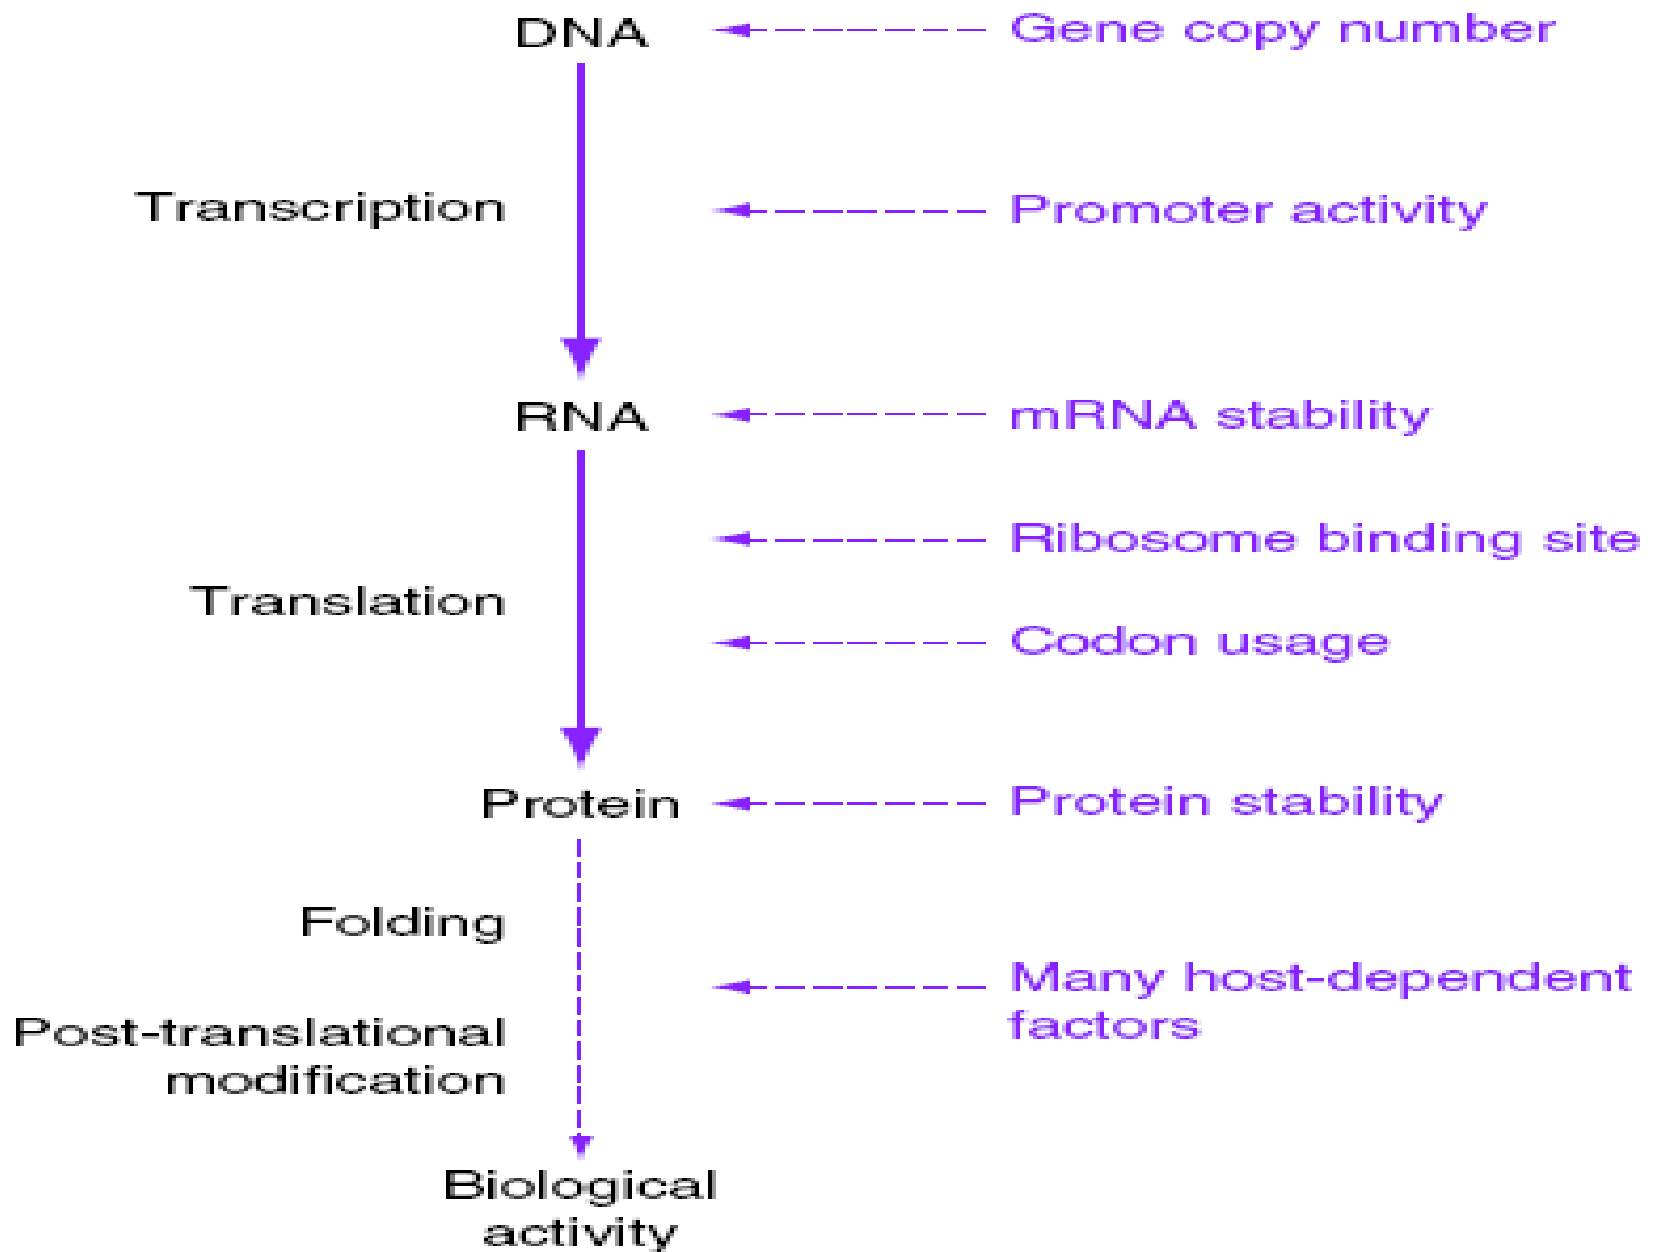 DNA
Gene copy number
Transcription
Promoter activity
RNA
mRNA stability
Ribosome binding site
Translation
Codon usage
Protein
Protein stability
Folding
Many host-dependent
factors
Post-translational
modification
Biological
activity